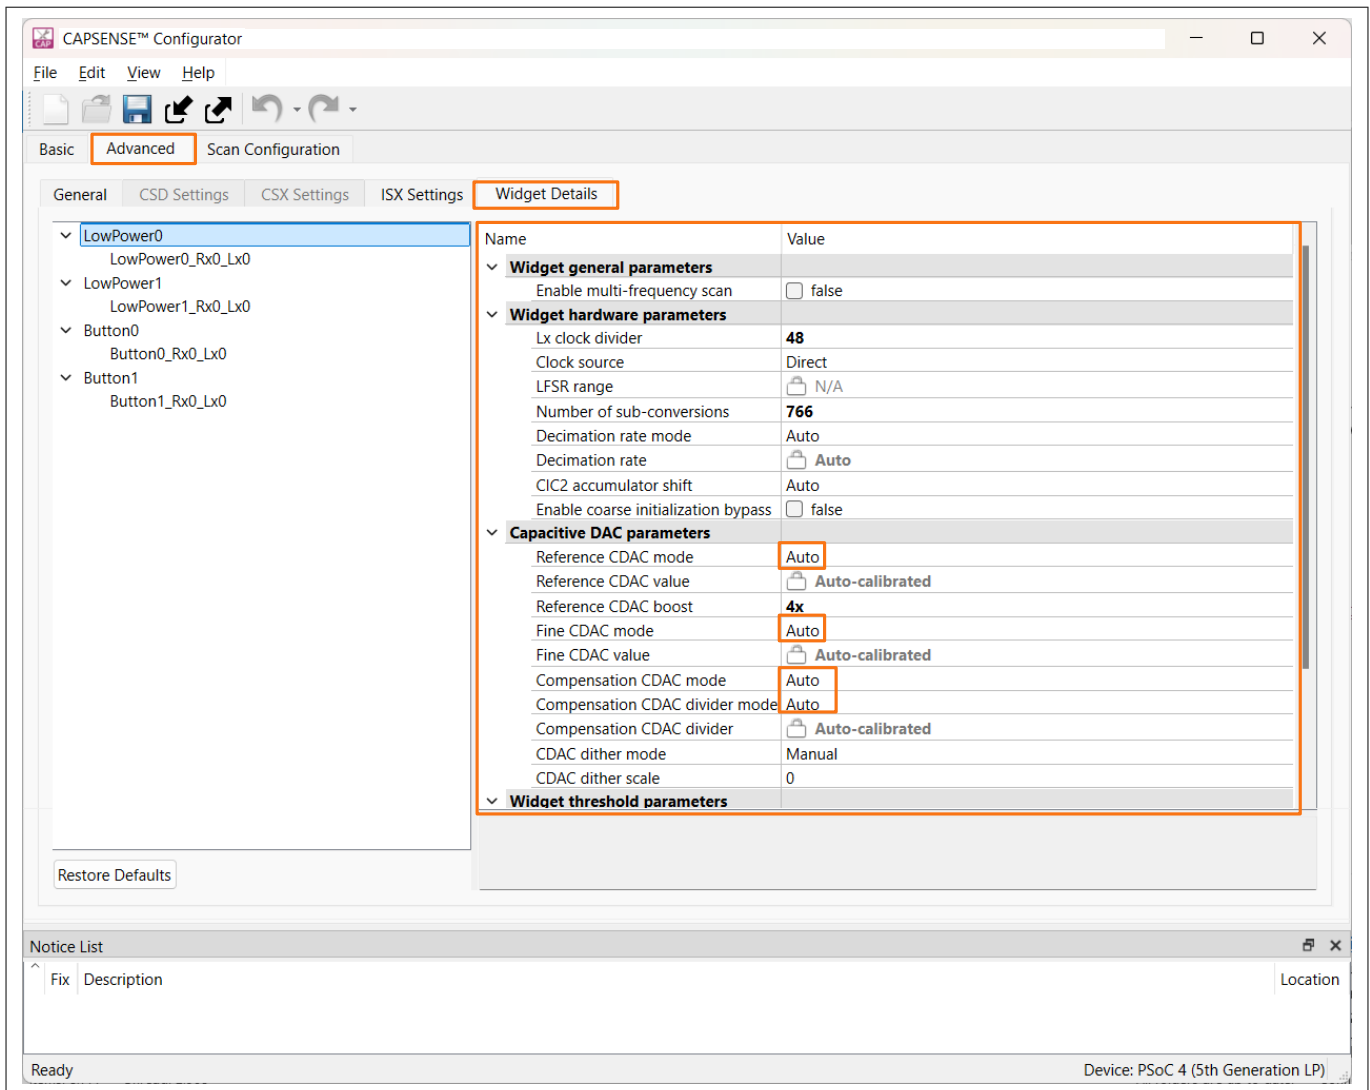 CAPSENSE™ Configurator
File Edit View Help
Basic Advanced Scan Configuration
General CSD Settings CSX Settings ISX Settings Widget Details
LowPower0
LowPower0_Rx0_Lx0
LowPower1
LowPower1_Rx0_Lx0
Button0
Button0_Rx0_Lx0
Button1
Button1_Rx0_Lx0
Restore Defaults
Name Value
Widget general parameters
Enable multi-frequency scan false
Widget hardware parameters
Lx clock divider 48
Clock source Direct
LFSR range N/A
Number of sub-conversions 766
Decimation rate mode Auto
Decimation rate Auto
CIC2 accumulator shift Auto
Enable coarse initialization bypass false
Capacitive DAC parameters
Reference CDAC mode Auto
Reference CDAC value Auto-calibrated
Reference CDAC boost 4x
Fine CDAC mode Auto
Fine CDAC value Auto-calibrated
Compensation CDAC mode Auto
Compensation CDAC divider mode Auto
Compensation CDAC divider Auto-calibrated
CDAC dither mode Manual
CDAC dither scale 0
Widget threshold parameters
Notice List
Fix Description Location
Ready Device: PSoC 4 (5th Generation LP)